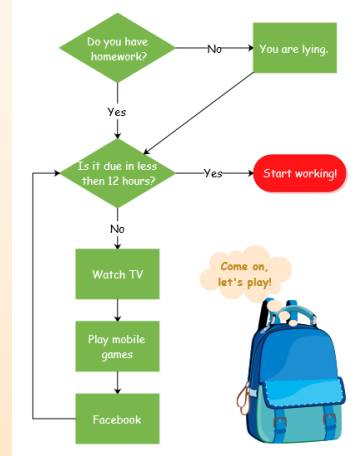 Do you have
homework?
No
You are lying.
Yes
Is it due in less
then 12 hours?
Yes
Start working!
No
Watch TV
Come on,
let's play!
Play mobile
games
Facebook